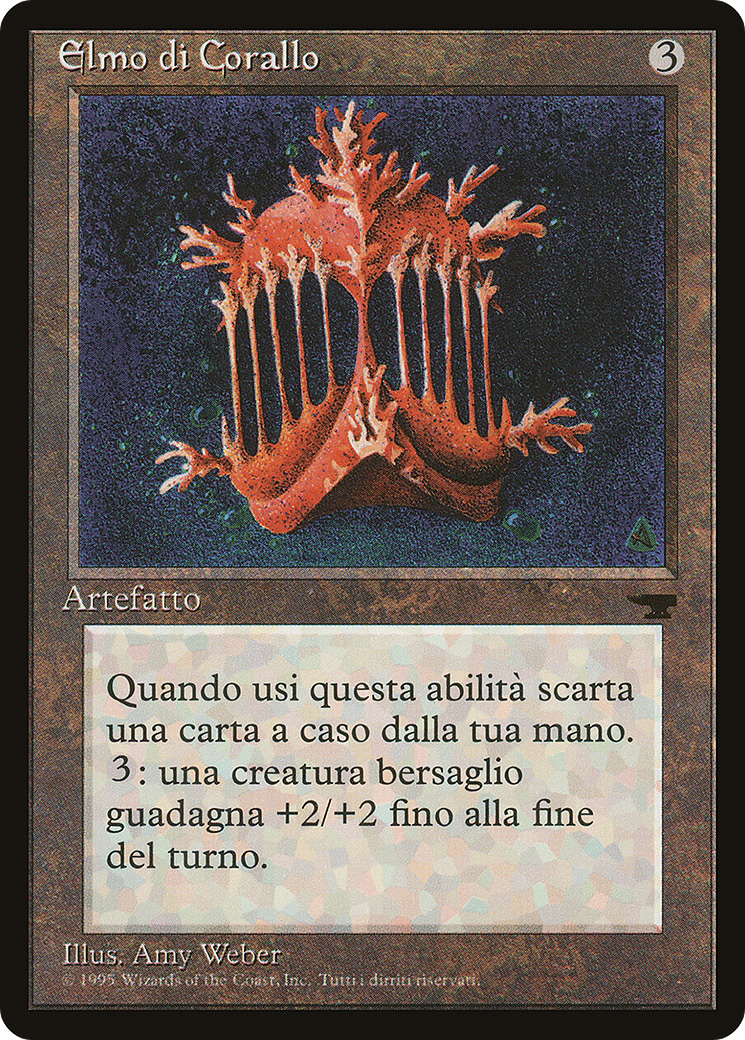 Elmo di Corallo
3
Artefatto
Quando usi questa abilità scarta
una carta a caso dalla tua mano.
3: una creatura bersaglio
guadagna +2/+2 fino alla fine
del turno.
Illus. Amy Weber
© 1995 Wizards of the Coast, Inc. Tutti i dirriti riservati.